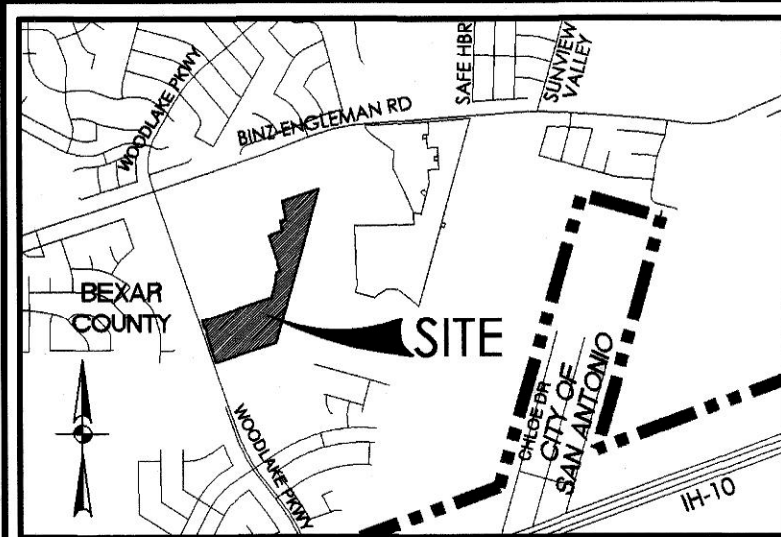 SAFE HBR
SUNVIEW
VALLEY
WOODLAKE PKWY
BINZ-ENGLEMAN RD
BEXAR
COUNTY
SITE
WOODLAKE PKWY
CHLOE DR
CITY OF
SAN ANTONIO
IH-10